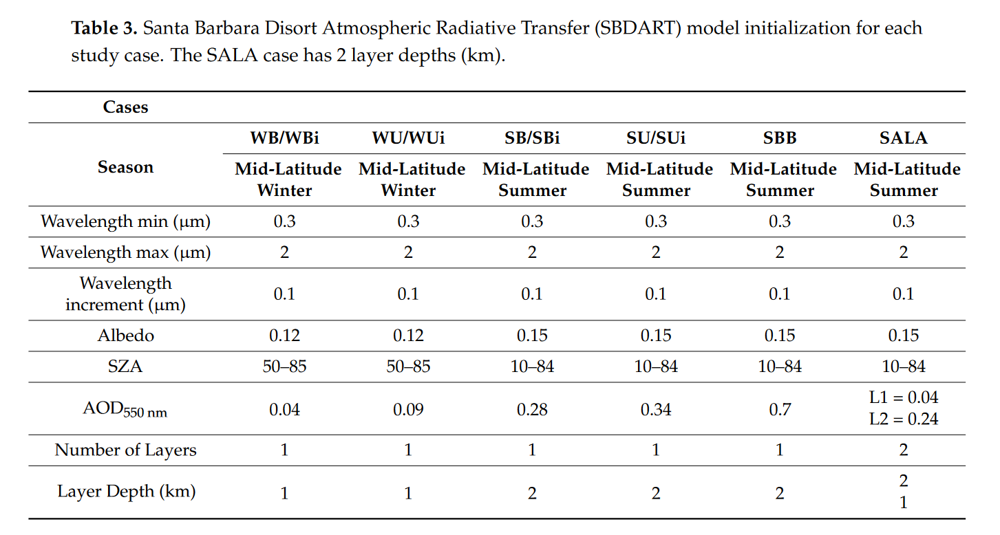 Table 3. Santa Barbara Disort Atmospheric Radiative Transfer (SBDART) model initialization for each
study case. The SALA case has 2 layer depths (km).
Cases
Season
WB/WBi WU/WUi SB/SBi SU/SUi SBB SALA
Mid-Latitude Mid-Latitude Mid-Latitude Mid-Latitude Mid-Latitude Mid-Latitude
Winter Winter Summer Summer Summer Summer
Wavelength min (μm) 0.3 0.3 0.3 0.3 0.3 0.3
Wavelength max (μm) 2 2 2 2 2 2
Wavelength
increment (μm) 0.1 0.1 0.1 0.1 0.1 0.1
Albedo 0.12 0.12 0.15 0.15 0.15 0.15
SZA 50–85 50–85 10–84 10–84 10–84 10–84
AOD550 nm 0.04 0.09 0.28 0.34 0.7 L1 = 0.04
L2 = 0.24
Number of Layers 1 1 1 1 1 2
Layer Depth (km) 1 1 2 2 2 2
1